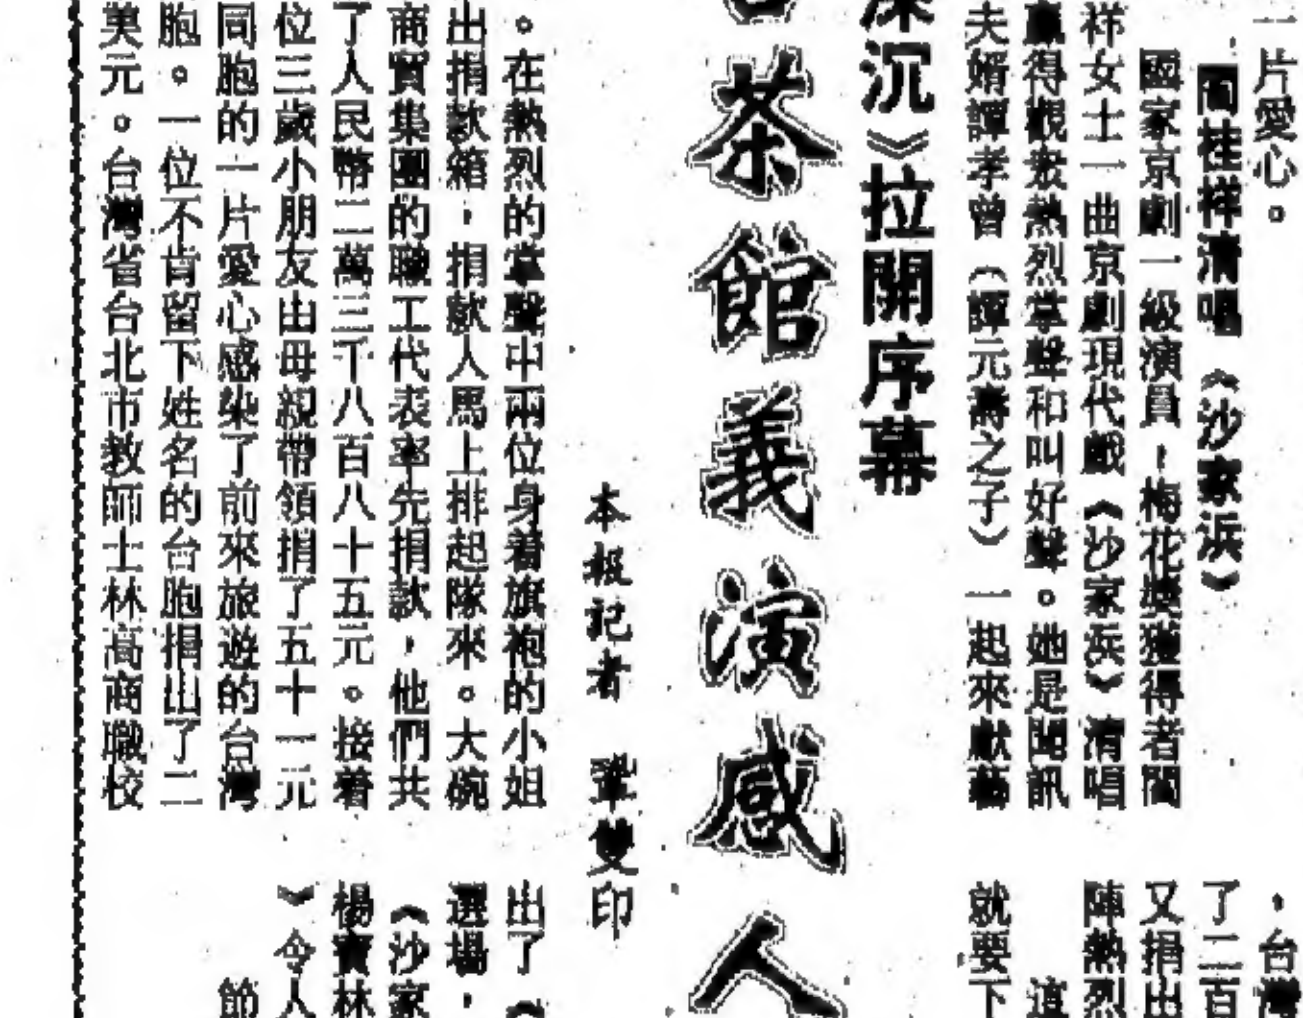 一片愛心。
閻桂祥清唱《沙家浜》
國家京劇一級演員，梅花獎獲得者閻
祥女士一曲京劇現代戲《沙家浜》清唱
贏得觀衆熱烈掌聲和叫好聲。她是聞訊
夫婿譚孝曾（譚元壽之子）一起來獻藝
深沉》拉開序幕
茶館義演感人
本報記者 鞏雙印
。在熱烈的掌聲中兩位身着旗袍的小姐
出捐款箱，捐款人馬上排起隊來。大碗
商貿集團的職工代表率先捐款，他們共
了人民幣二萬三千八百八十五元。接着
位三歲小朋友由母親帶領捐了五十一元
同胞的一片愛心感染了前來旅遊的台灣
胞。一位不肯留下姓名的台胞捐出了二
美元。台灣省台北市教師士林高商職校
，台灣
了二百
又捐出
陣熱烈
這
就要下
出了《
選場，
《沙家
楊寶林
》令人
節